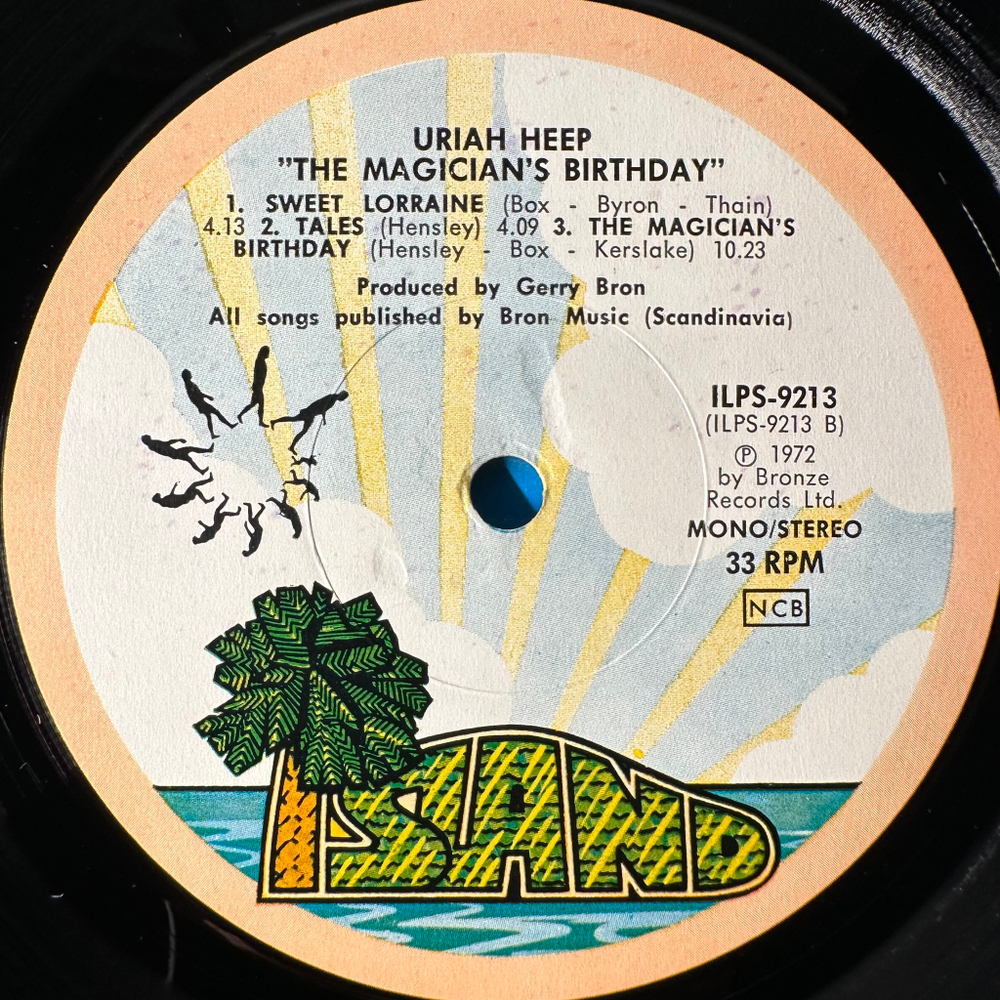 URIAH HEEP
"THE MAGICIAN'S BIRTHDAY"
1. SWEET LORRAINE (Box - Byron - Thain)
4.13 2. TALES (Hensley) 4.09 3. THE MAGICIAN'S
BIRTHDAY (Hensley - Box - Kerslake) 10.23
Produced by Gerry Bron
All songs published by Bron Music (Scandinavia)
ILPS-9213
(ILPS-9213 B)
℗ 1972
by Bronze
Records Ltd.
MONO/STEREO
33 RPM
NCB
ISLAND